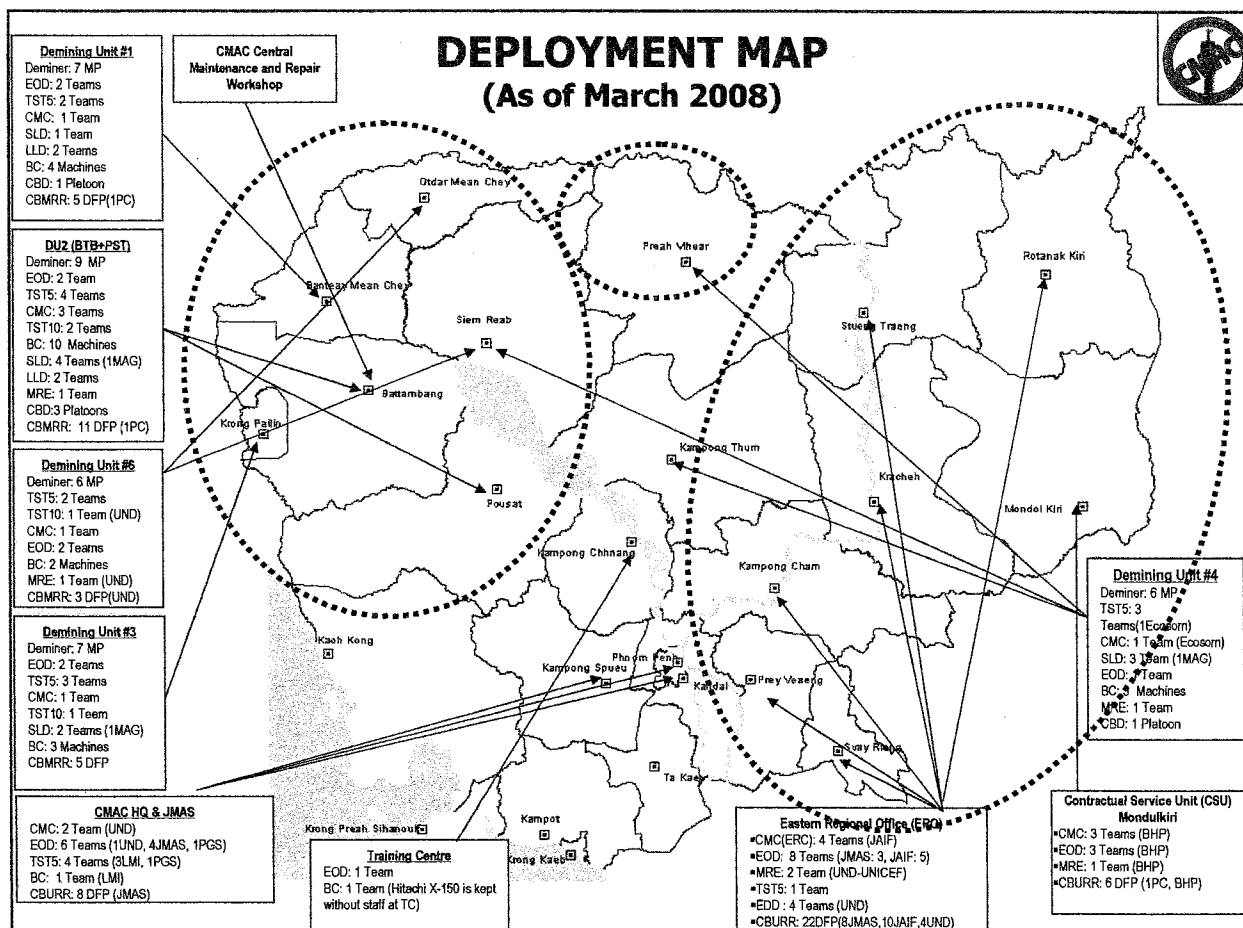 DEPLOYMENT MAP
(As of March 2008)
CMAC
Demining Unit #1
Deminer: 7 MP
EOD: 2 Teams
TST5: 2 Teams
CMC: 1 Team
SLD: 1 Team
LLD: 2 Teams
BC: 4 Machines
CBD: 1 Platoon
CBMRR: 5 DFP(1PC)
CMAC Central
Maintenance and Repair
Workshop
DU2 (BTB+PST)
Deminer: 9 MP
EOD: 2 Team
TST5: 4 Teams
CMC: 3 Teams
TST10: 2 Teams
BC: 10 Machines
SLD: 4 Teams (1MAG)
LLD: 2 Teams
MRE: 1 Team
CBD:3 Platoons
CBMRR: 11 DFP (1PC)
Demining Unit #6
Deminer: 6 MP
TST5: 2 Teams
TST10: 1 Team (UND)
CMC: 1 Team
EOD: 2 Teams
BC: 2 Machines
MRE: 1 Team (UND)
CBMRR: 3 DFP(UND)
Demining Unit #3
Deminer: 7 MP
EOD: 2 Teams
TST5: 3 Teams
CMC: 1 Team
TST10: 1 Team
SLD: 2 Teams (1MAG)
BC: 3 Machines
CBMRR: 5 DFP
CMAC HQ & JMAS
CMC: 2 Team (UND)
EOD: 6 Teams (1UND, 4JMAS, 1PGS)
TST5: 4 Teams (3LMI, 1PGS)
BC: 1 Team (LMI)
CBURR: 8 DFP (JMAS)
Training Centre
EOD: 1 Team
BC: 1 Team (Hitachi X-150 is kept
without staff at TC)
Eastern Regional Office (ERO)
▪CMC(ERC): 4 Teams (JAIF)
▪EOD: 8 Teams (JMAS: 3, JAIF: 5)
▪MRE: 2 Team (UND-UNICEF)
▪TST5: 1 Team
▪EDD : 4 Teams (UND)
▪CBURR: 22DFP(8JMAS,10JAIF,4UND)
Contractual Service Unit (CSU)
Mondulkiri
▪CMC: 3 Teams (BHP)
▪EOD: 3 Teams (BHP)
▪MRE: 1 Team (BHP)
▪CBURR: 6 DFP (1PC, BHP)
Demining Unit #4
Deminer: 6 MP
TST5: 3
Teams(1Ecosorn)
CMC: 1 Team (Ecosorn)
SLD: 3 Team (1MAG)
EOD: Team
BC: Machines
MRE: 1 Team
CBD: 1 Platoon
Otdar Mean Chey
Preah Vihear
Rotanak Kiri
Banteay Mean Chey
Siem Reab
Stueng Traeng
Battambang
Krong Pailin
Kampong Thum
Kracheh
Pousat
Mondol Kiri
Kampong Chhnang
Kampong Cham
Kaoh Kong
Phnom Penh
Kampong Spueu
Kandal
Prey Veaeng
Svay Rieng
Ta Kaev
Krong Preah Sihanouk
Kampot
Krong Kaeb